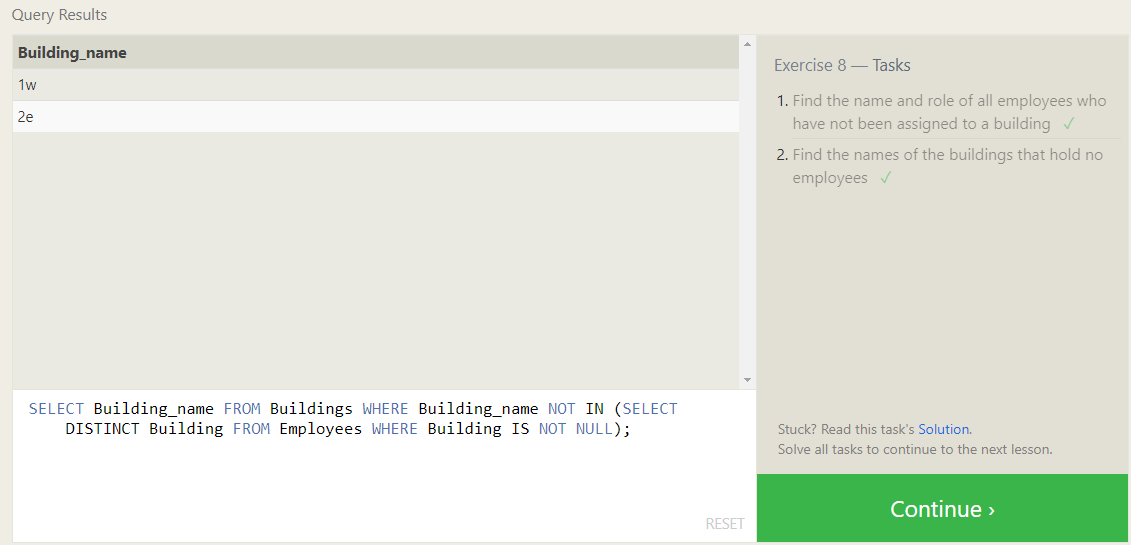 Query Results
Building_name
1w
2e
SELECT Building_name FROM Buildings WHERE Building_name NOT IN (SELECT
DISTINCT Building FROM Employees WHERE Building IS NOT NULL);
RESET
Exercise 8 — Tasks
1. Find the name and role of all employees who
have not been assigned to a building ✓
2. Find the names of the buildings that hold no
employees ✓
Stuck? Read this task's Solution.
Solve all tasks to continue to the next lesson.
Continue ›